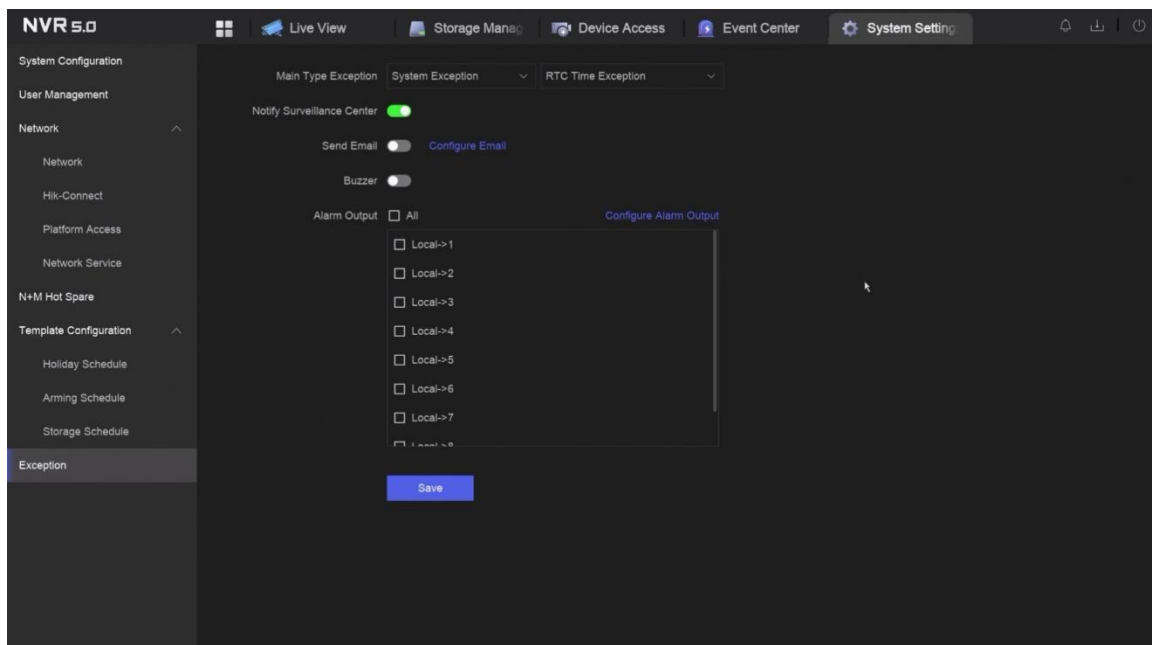 NVR 5.0
Live View
Storage Manag
Device Access
Event Center
System Setting
System Configuration
User Management
Network
Network
Hik-Connect
Platform Access
Network Service
N+M Hot Spare
Template Configuration
Holiday Schedule
Arming Schedule
Storage Schedule
Exception
Main Type Exception System Exception RTC Time Exception
Notify Surveillance Center
Send Email Configure Email
Buzzer
Alarm Output All Configure Alarm Output
Local->1
Local->2
Local->3
Local->4
Local->5
Local->6
Local->7
Local->8
Save